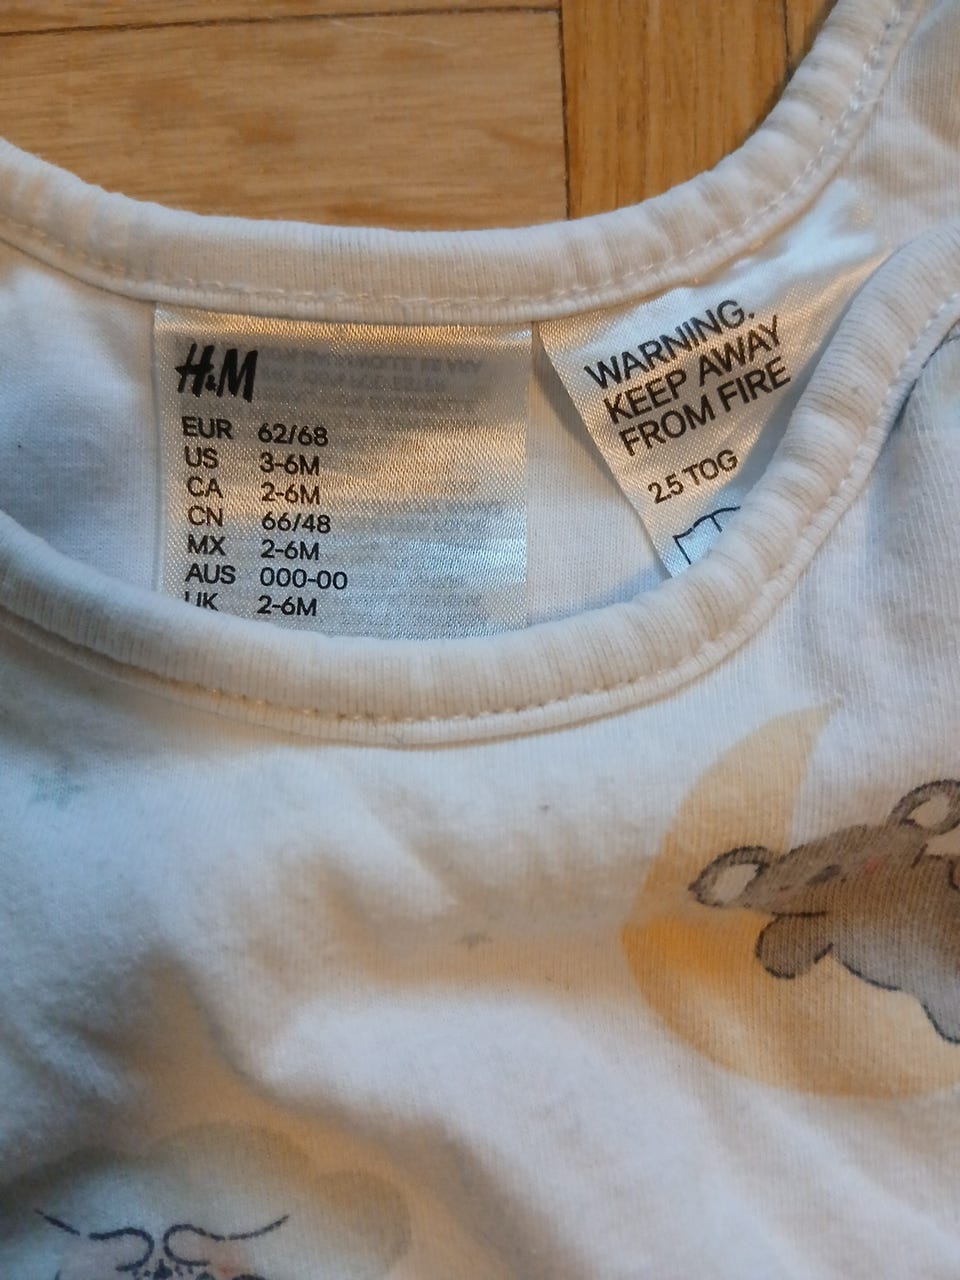 H&M
EUR 62/68
US 3-6M
CA 2-6M
CN 66/48
MX 2-6M
AUS 000-00
UK 2-6M
WARNING.
KEEP AWAY
FROM FIRE
2.5 TOG